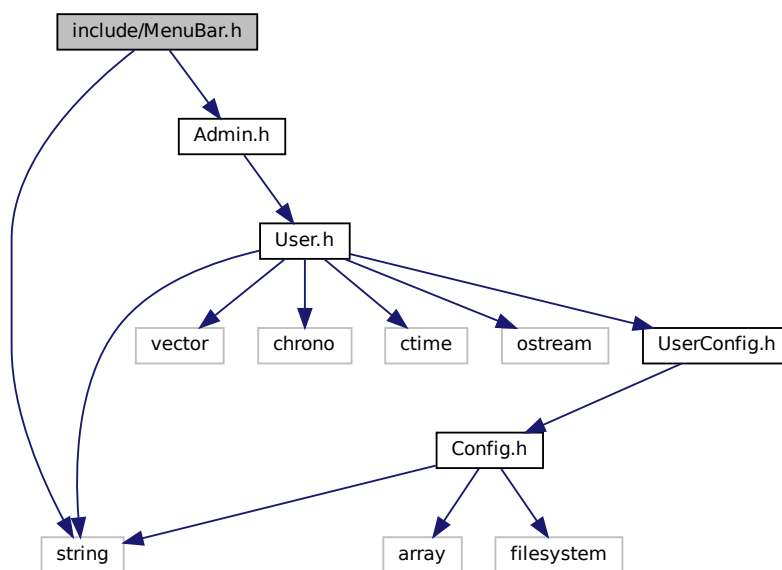 include/MenuBar.h
Admin.h
User.h
vector
chrono
ctime
ostream
UserConfig.h
Config.h
string
array
filesystem